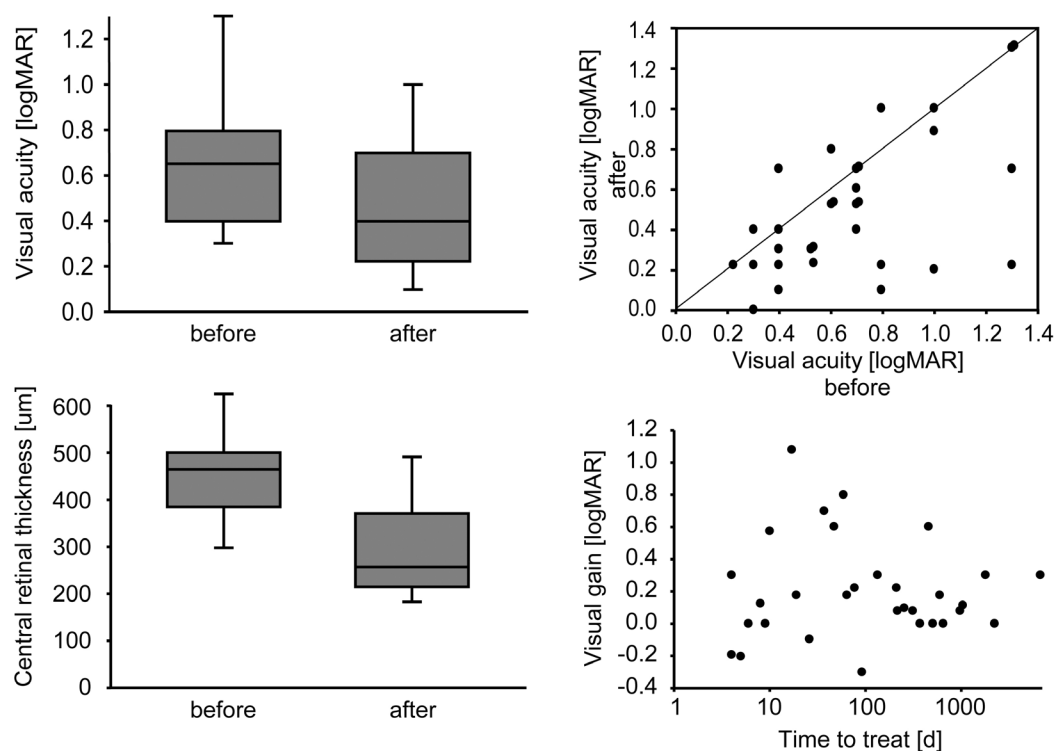 Visual acuity [logMAR]
1.2
1.0
0.8
0.6
0.4
0.2
0.0
before
after
Visual acuity [logMAR]
after
1.4
1.2
1.0
0.8
0.6
0.4
0.2
0.0
0.0 0.2 0.4 0.6 0.8 1.0 1.2 1.4
Visual acuity [logMAR]
before
Central retinal thickness [um]
600
500
400
300
200
100
0
before
after
Visual gain [logMAR]
1.2
1.0
0.8
0.6
0.4
0.2
0.0
-0.2
-0.4
1 10 100 1000
Time to treat [d]